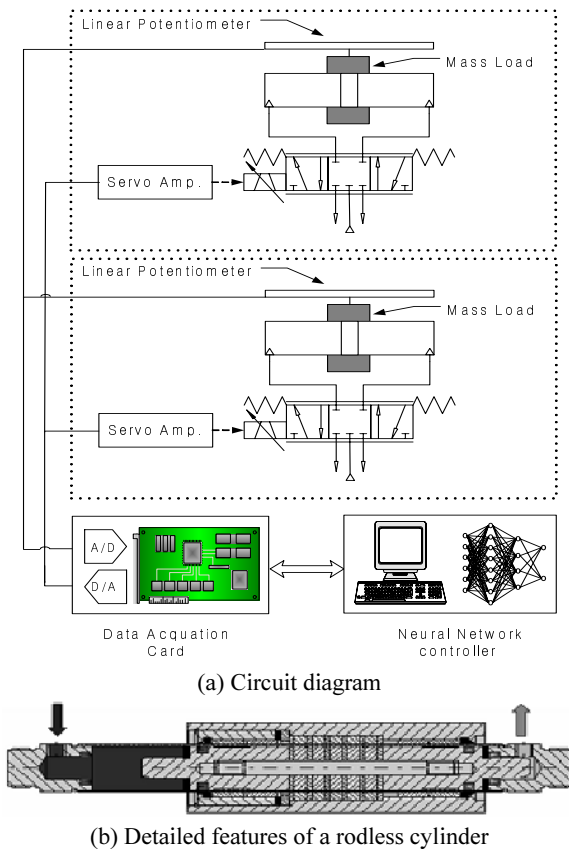 Linear Potentiometer
Mass Load
Servo Amp.
Linear Potentiometer
Mass Load
Servo Amp.
A/D
D/A
Data Acquation
Card
Neural Network
controller
(a) Circuit diagram
(b) Detailed features of a rodless cylinder